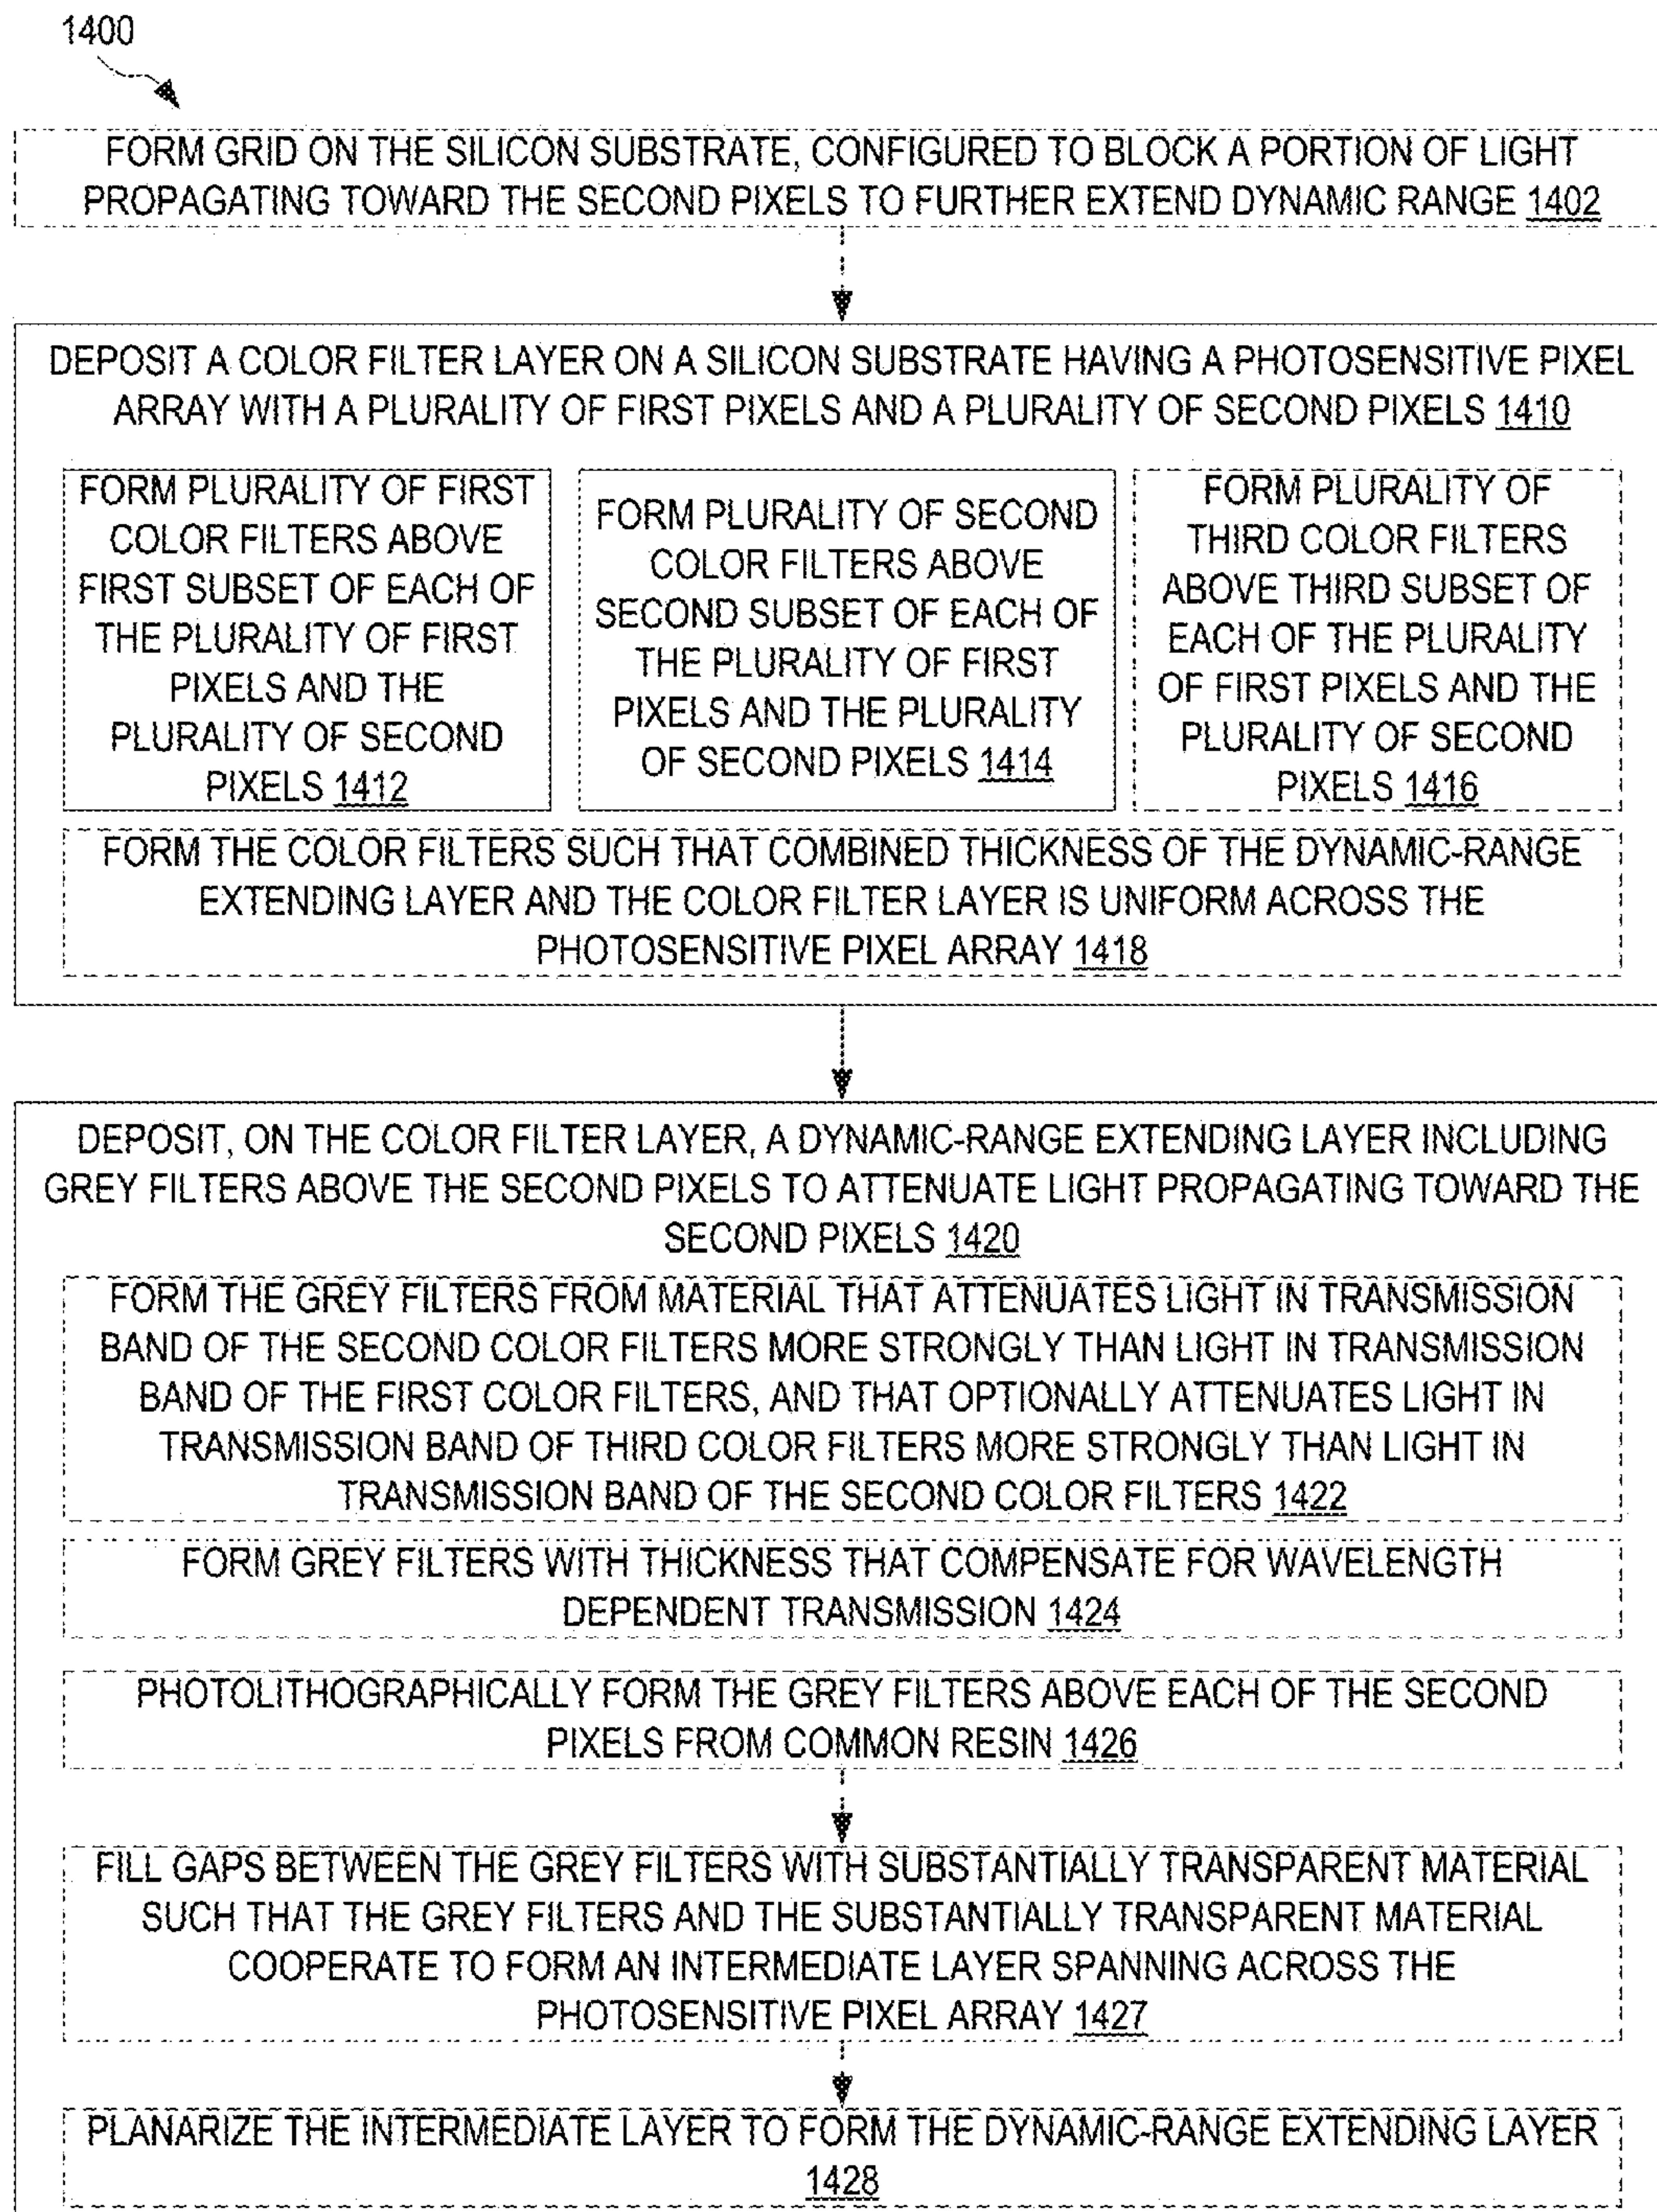 1400
FORM GRID ON THE SILICON SUBSTRATE, CONFIGURED TO BLOCK A PORTION OF LIGHT
PROPAGATING TOWARD THE SECOND PIXELS TO FURTHER EXTEND DYNAMIC RANGE 1402
DEPOSIT A COLOR FILTER LAYER ON A SILICON SUBSTRATE HAVING A PHOTOSENSITIVE PIXEL
ARRAY WITH A PLURALITY OF FIRST PIXELS AND A PLURALITY OF SECOND PIXELS 1410
FORM PLURALITY OF FIRST
COLOR FILTERS ABOVE
FIRST SUBSET OF EACH OF
THE PLURALITY OF FIRST
PIXELS AND THE
PLURALITY OF SECOND
PIXELS 1412
FORM PLURALITY OF SECOND
COLOR FILTERS ABOVE
SECOND SUBSET OF EACH OF
THE PLURALITY OF FIRST
PIXELS AND THE PLURALITY
OF SECOND PIXELS 1414
FORM PLURALITY OF
THIRD COLOR FILTERS
ABOVE THIRD SUBSET OF
EACH OF THE PLURALITY
OF FIRST PIXELS AND THE
PLURALITY OF SECOND
PIXELS 1416
FORM THE COLOR FILTERS SUCH THAT COMBINED THICKNESS OF THE DYNAMIC-RANGE
EXTENDING LAYER AND THE COLOR FILTER LAYER IS UNIFORM ACROSS THE
PHOTOSENSITIVE PIXEL ARRAY 1418
DEPOSIT, ON THE COLOR FILTER LAYER, A DYNAMIC-RANGE EXTENDING LAYER INCLUDING
GREY FILTERS ABOVE THE SECOND PIXELS TO ATTENUATE LIGHT PROPAGATING TOWARD THE
SECOND PIXELS 1420
FORM THE GREY FILTERS FROM MATERIAL THAT ATTENUATES LIGHT IN TRANSMISSION
BAND OF THE SECOND COLOR FILTERS MORE STRONGLY THAN LIGHT IN TRANSMISSION
BAND OF THE FIRST COLOR FILTERS, AND THAT OPTIONALLY ATTENUATES LIGHT IN
TRANSMISSION BAND OF THIRD COLOR FILTERS MORE STRONGLY THAN LIGHT IN
TRANSMISSION BAND OF THE SECOND COLOR FILTERS 1422
FORM GREY FILTERS WITH THICKNESS THAT COMPENSATE FOR WAVELENGTH
DEPENDENT TRANSMISSION 1424
PHOTOLITHOGRAPHICALLY FORM THE GREY FILTERS ABOVE EACH OF THE SECOND
PIXELS FROM COMMON RESIN 1426
FILL GAPS BETWEEN THE GREY FILTERS WITH SUBSTANTIALLY TRANSPARENT MATERIAL
SUCH THAT THE GREY FILTERS AND THE SUBSTANTIALLY TRANSPARENT MATERIAL
COOPERATE TO FORM AN INTERMEDIATE LAYER SPANNING ACROSS THE
PHOTOSENSITIVE PIXEL ARRAY 1427
PLANARIZE THE INTERMEDIATE LAYER TO FORM THE DYNAMIC-RANGE EXTENDING LAYER
1428